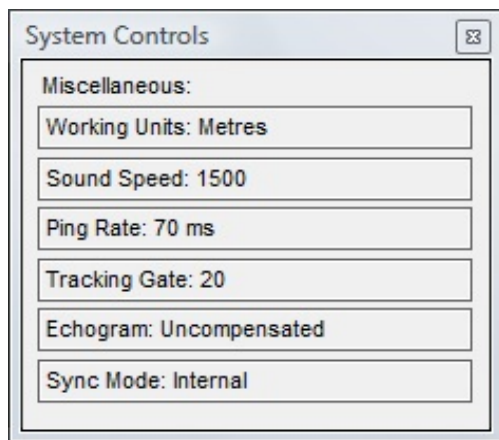 System Controls
Miscellaneous:
Working Units: Metres
Sound Speed: 1500
Ping Rate: 70 ms
Tracking Gate: 20
Echogram: Uncompensated
Sync Mode: Internal